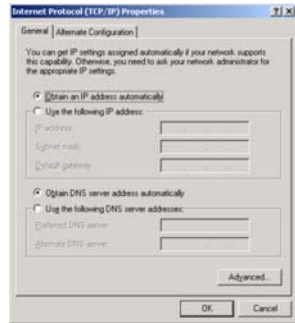 Internet Protocol (TCP/IP) Properties
General
Alternate Configuration
You can get IP settings assigned automatically if your network supports
this capability. Otherwise, you need to ask your network administrator for
the appropriate IP settings.
Obtain an IP address automatically
Use the following IP address:
IP address:
Subnet mask:
Default gateway:
Obtain DNS server address automatically
Use the following DNS server addresses:
Preferred DNS server:
Alternate DNS server:
Advanced...
OK
Cancel